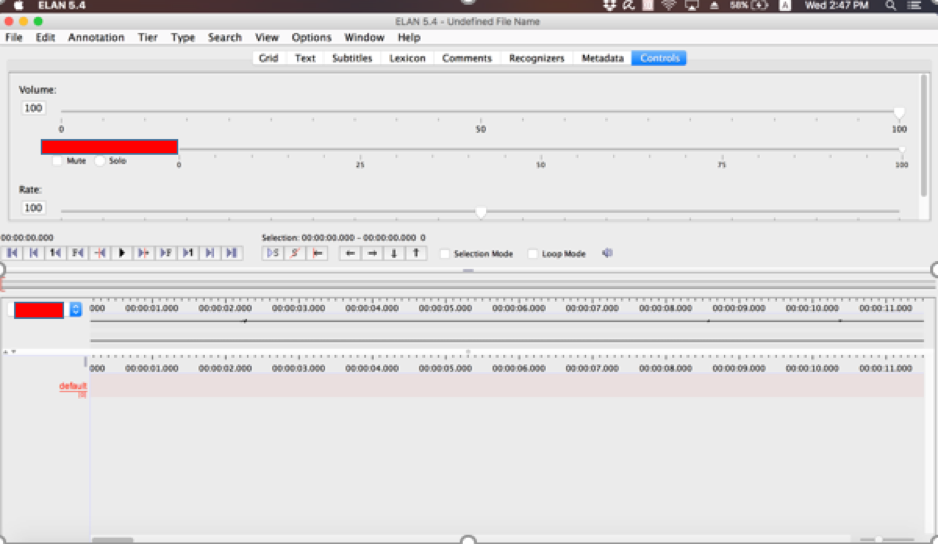 ELAN 5.4 58% A Wed 2:47 PM
ELAN 5.4 - Undefined File Name
File Edit Annotation Tier Type Search View Options Window Help
Grid Text Subtitles Lexicon Comments Recognizers Metadata Controls
Volume:
100
0 50 100
Mute Solo 0 25 50 75 100
Rate:
100
00:00:00.000 Selection: 00:00:00.000 - 00:00:00.000 0
Selection Mode Loop Mode
000 00:00:01.000 00:00:02.000 00:00:03.000 00:00:04.000 00:00:05.000 00:00:06.000 00:00:07.000 00:00:08.000 00:00:09.000 00:00:10.000 00:00:11.000
000 00:00:01.000 00:00:02.000 00:00:03.000 00:00:04.000 00:00:05.000 00:00:06.000 00:00:07.000 00:00:08.000 00:00:09.000 00:00:10.000 00:00:11.000
default
[0]